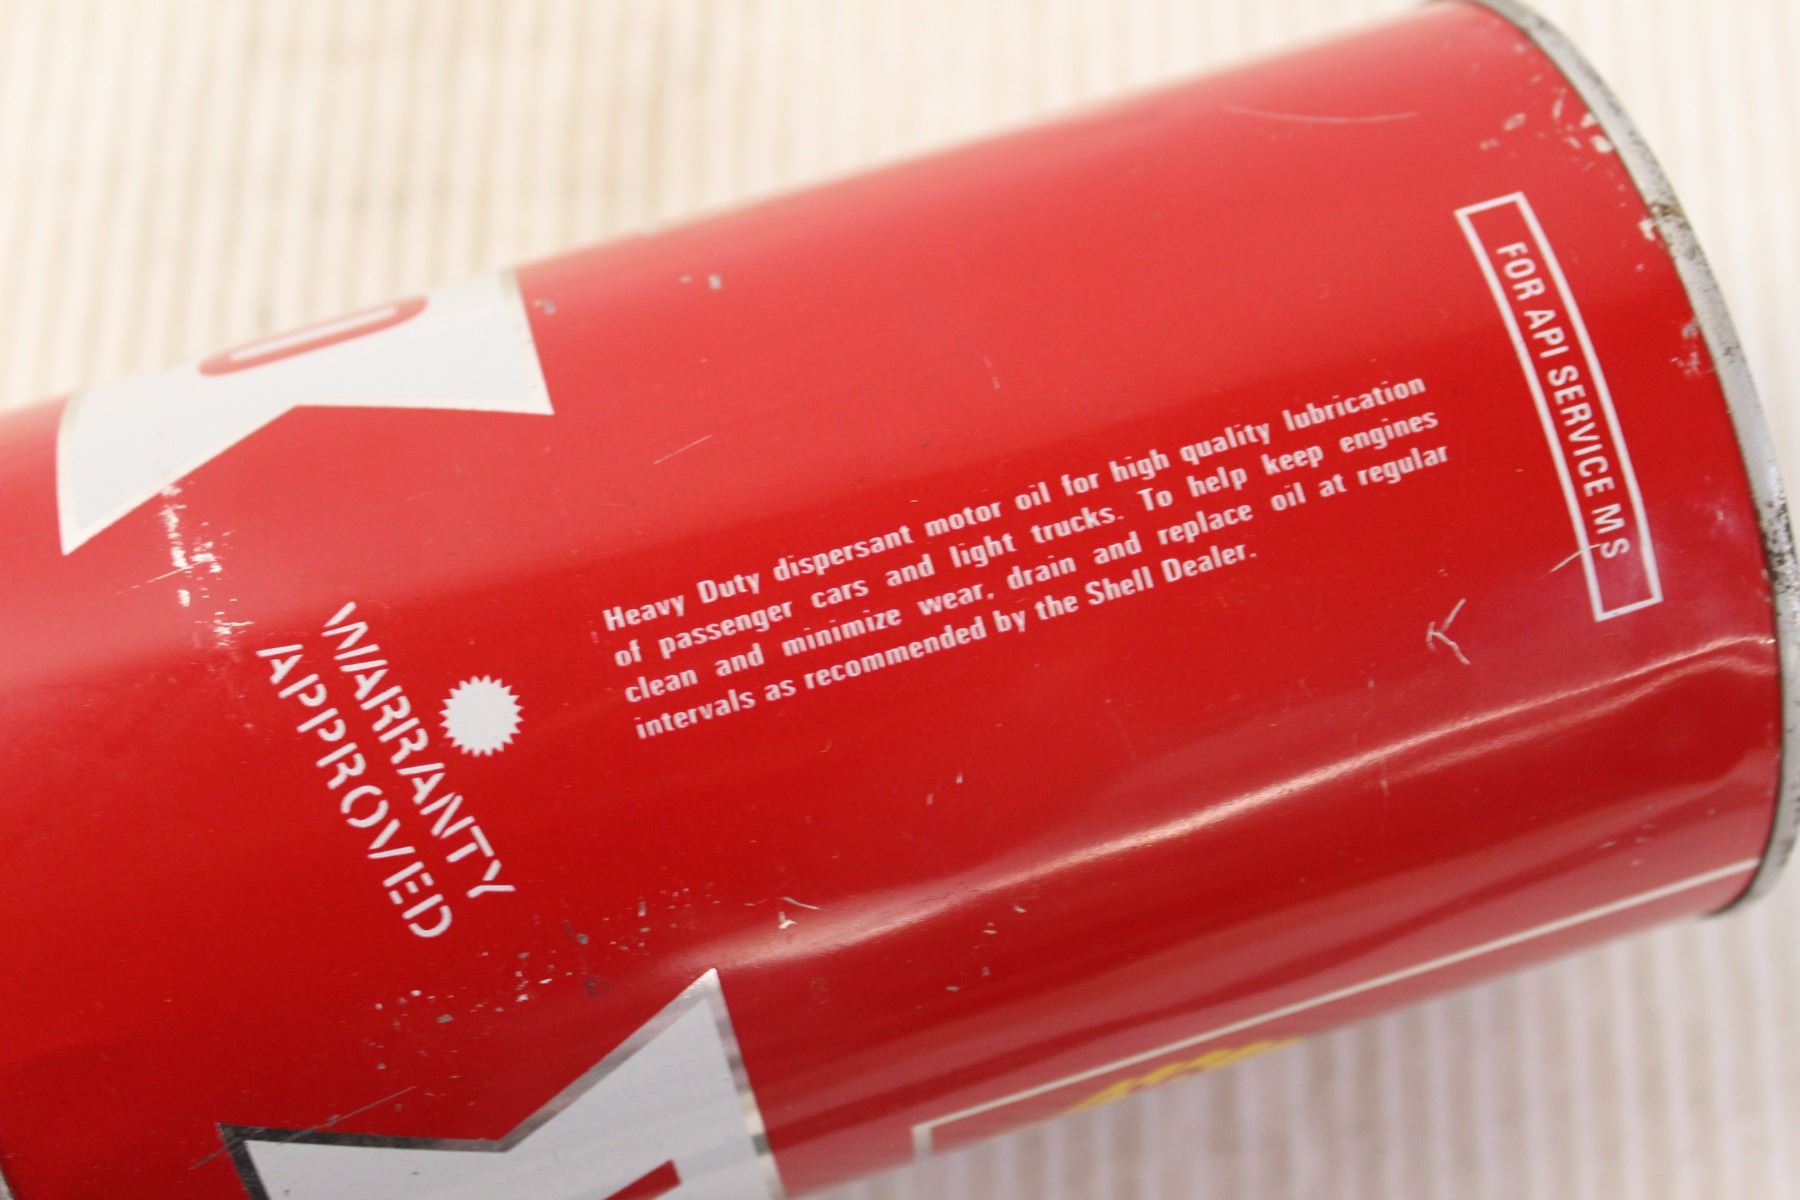 WARRANTY
APPROVED
Heavy Duty dispersant motor oil for high quality lubrication
of passenger cars and light trucks. To help keep engines
clean and minimize wear, drain and replace oil at regular
intervals as recommended by the Shell Dealer.
FOR API SERVICE MS